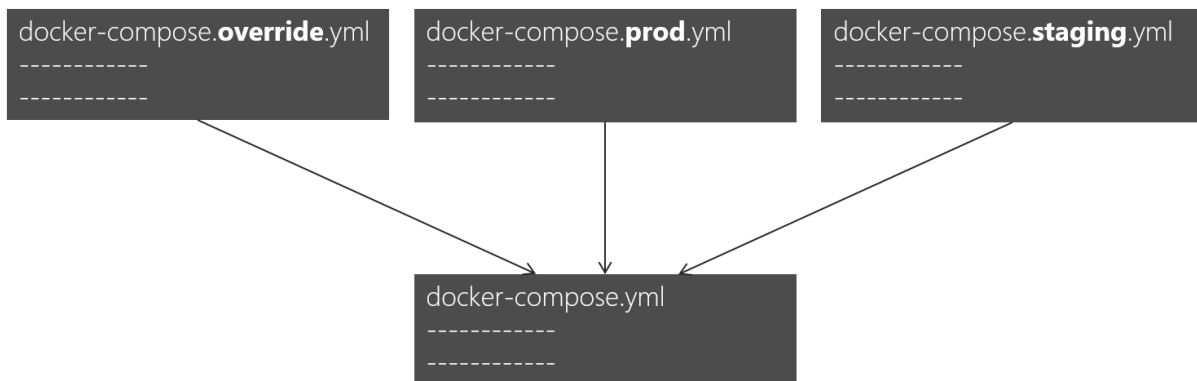 docker-compose.override.yml
------------
------------
docker-compose.prod.yml
------------
------------
docker-compose.staging.yml
------------
------------
docker-compose.yml
------------
------------